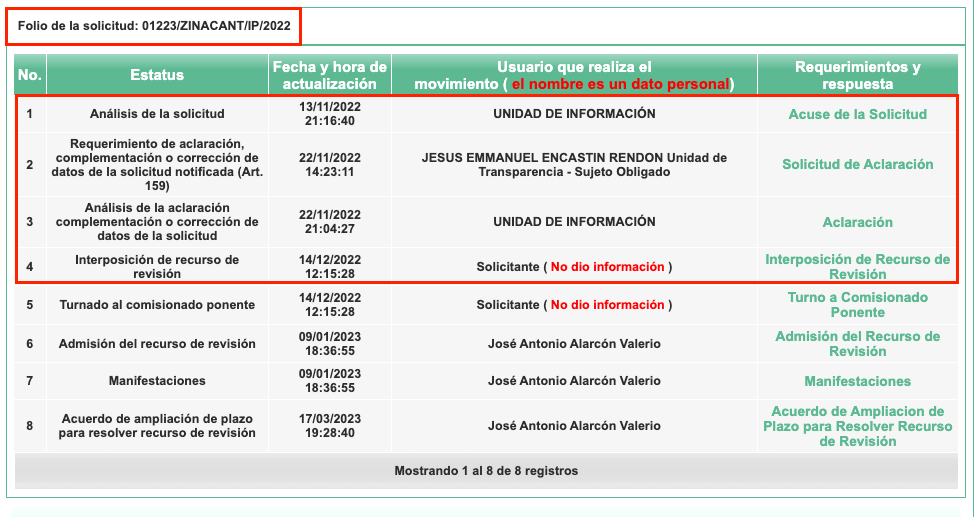 Folio de la solicitud: 01223/ZINACANT/IP/2022
No. Estatus Fecha y hora de actualización Usuario que realiza el movimiento ( el nombre es un dato personal) Requerimientos y respuesta
1 Análisis de la solicitud 13/11/2022 21:16:40 UNIDAD DE INFORMACIÓN Acuse de la Solicitud
2 Requerimiento de aclaración, complementación o corrección de datos de la solicitud notificada (Art. 159) 22/11/2022 14:23:11 JESUS EMMANUEL ENCASTIN RENDON Unidad de Transparencia - Sujeto Obligado Solicitud de Aclaración
3 Análisis de la aclaración complementación o corrección de datos de la solicitud 22/11/2022 21:04:27 UNIDAD DE INFORMACIÓN Aclaración
4 Interposición de recurso de revisión 14/12/2022 12:15:28 Solicitante ( No dio información ) Interposición de Recurso de Revisión
5 Turnado al comisionado ponente 14/12/2022 12:15:28 Solicitante ( No dio información ) Turno a Comisionado Ponente
6 Admisión del recurso de revisión 09/01/2023 18:36:55 José Antonio Alarcón Valerio Admisión del Recurso de Revisión
7 Manifestaciones 09/01/2023 18:36:55 José Antonio Alarcón Valerio Manifestaciones
8 Acuerdo de ampliación de plazo para resolver recurso de revisión 17/03/2023 19:28:40 José Antonio Alarcón Valerio Acuerdo de Ampliacion de Plazo para Resolver Recurso de Revisión
Mostrando 1 al 8 de 8 registros